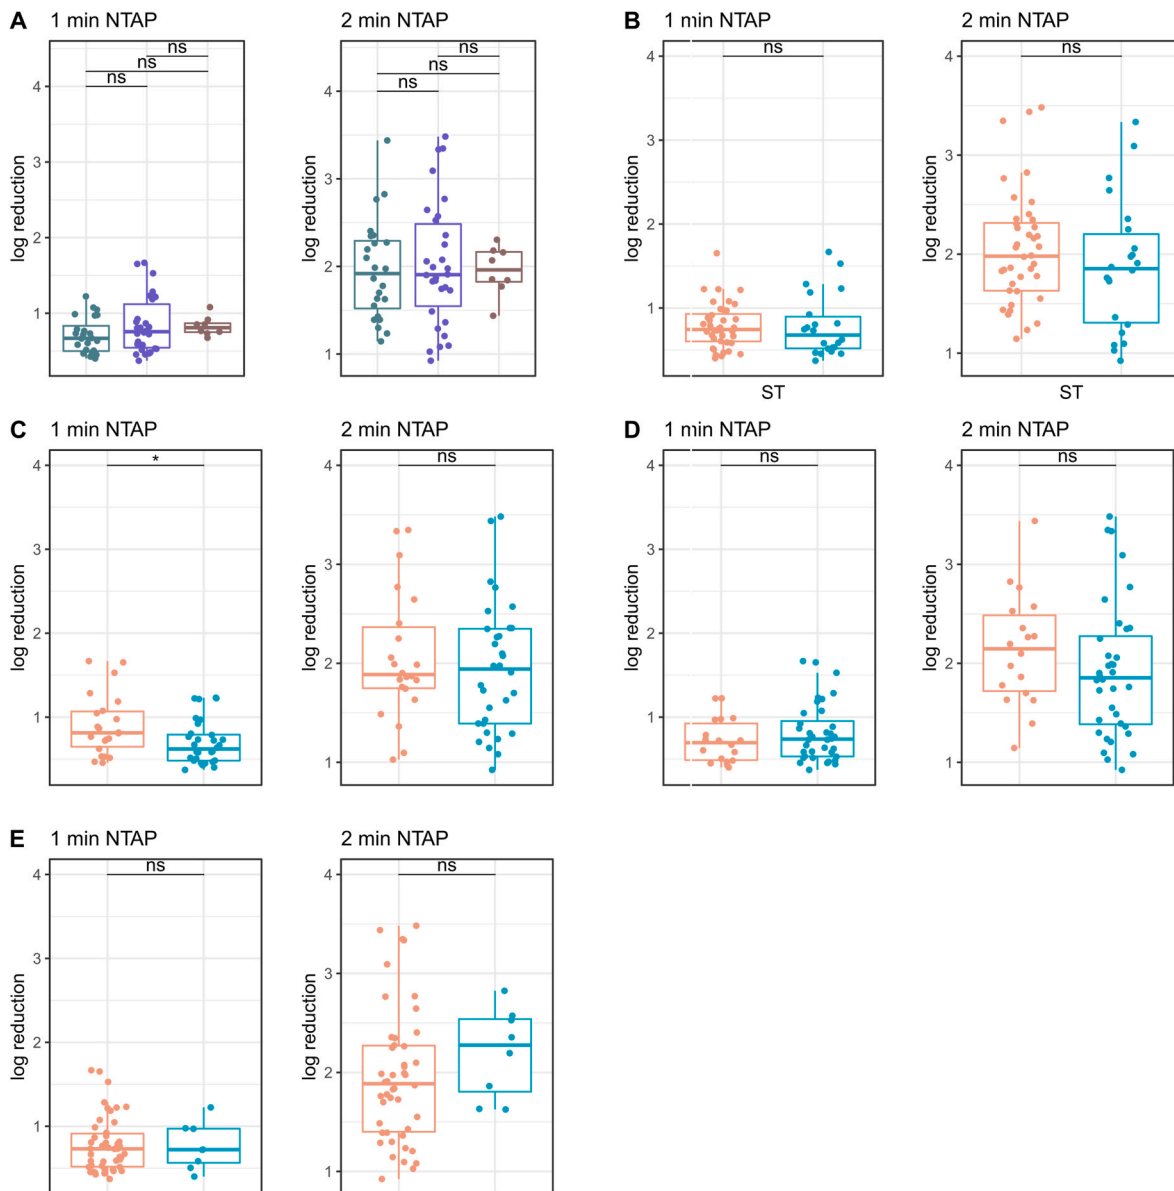 A 1 min NTAP 2 min NTAP B 1 min NTAP 2 min NTAP
ns ns ns ns
ns ns
ns ns
4 4 4 4
3 3 3 3
2 2 2 2
1 1 1 1
log reduction log reduction log reduction log reduction
ST
C 1 min NTAP 2 min NTAP D 1 min NTAP 2 min NTAP
* ns ns ns
4 4 4 4
3 3 3 3
2 2 2 2
1 1 1 1
log reduction log reduction log reduction log reduction
E 1 min NTAP 2 min NTAP
ns ns
4 4
3 3
2 2
1 1
log reduction log reduction